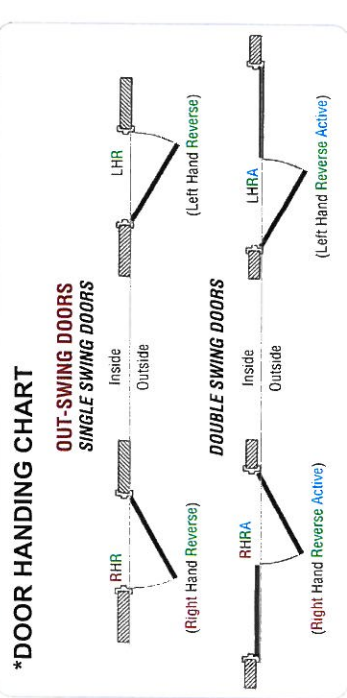 *DOOR HANDING CHART
OUT-SWING DOORS
SINGLE SWING DOORS
RHR
Inside
Outside
LHR
(Right Hand Reverse)
(Left Hand Reverse)
DOUBLE SWING DOORS
RHRA
Inside
Outside
LHRA
(Right Hand Reverse Active)
(Left Hand Reverse Active)